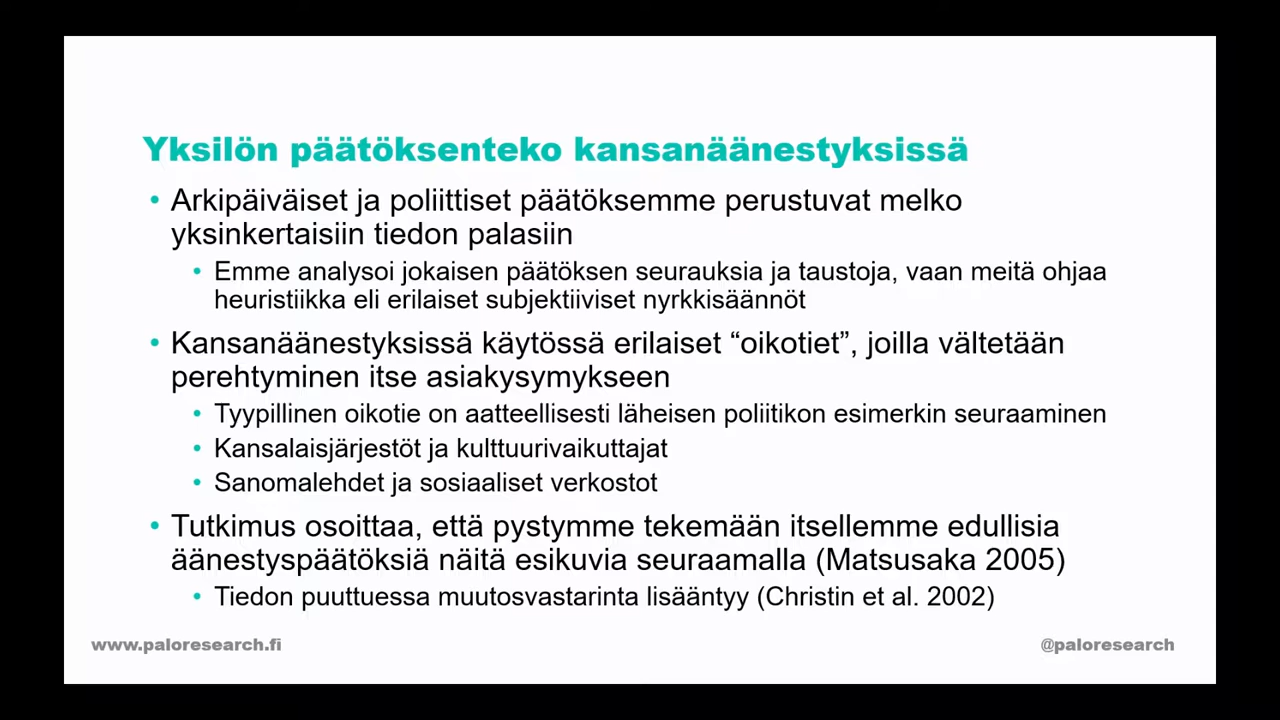 Yksilön päätöksenteko kansanäänestyksissä
• Arkipäiväiset ja poliittiset päätöksemme perustuvat melko
yksinkertaisiin tiedon palasiin
• Emme analysoi jokaisen päätöksen seurauksia ja taustoja, vaan meitä ohjaa
heuristiikka eli erilaiset subjektiiviset nyrkkisäännöt
• Kansanäänestyksissä käytössä erilaiset “oikotiet”, joilla vältetään
perehtyminen itse asiakysymykseen
• Tyypillinen oikotie on aatteellisesti läheisen poliitikon esimerkin seuraaminen
• Kansalaisjärjestöt ja kulttuurivaikuttajat
• Sanomalehdet ja sosiaaliset verkostot
• Tutkimus osoittaa, että pystymme tekemään itsellemme edullisia
äänestyspäätöksiä näitä esikuvia seuraamalla (Matsusaka 2005)
• Tiedon puuttuessa muutosvastarinta lisääntyy (Christin et al. 2002)
www.paloresearch.fi
@paloresearch